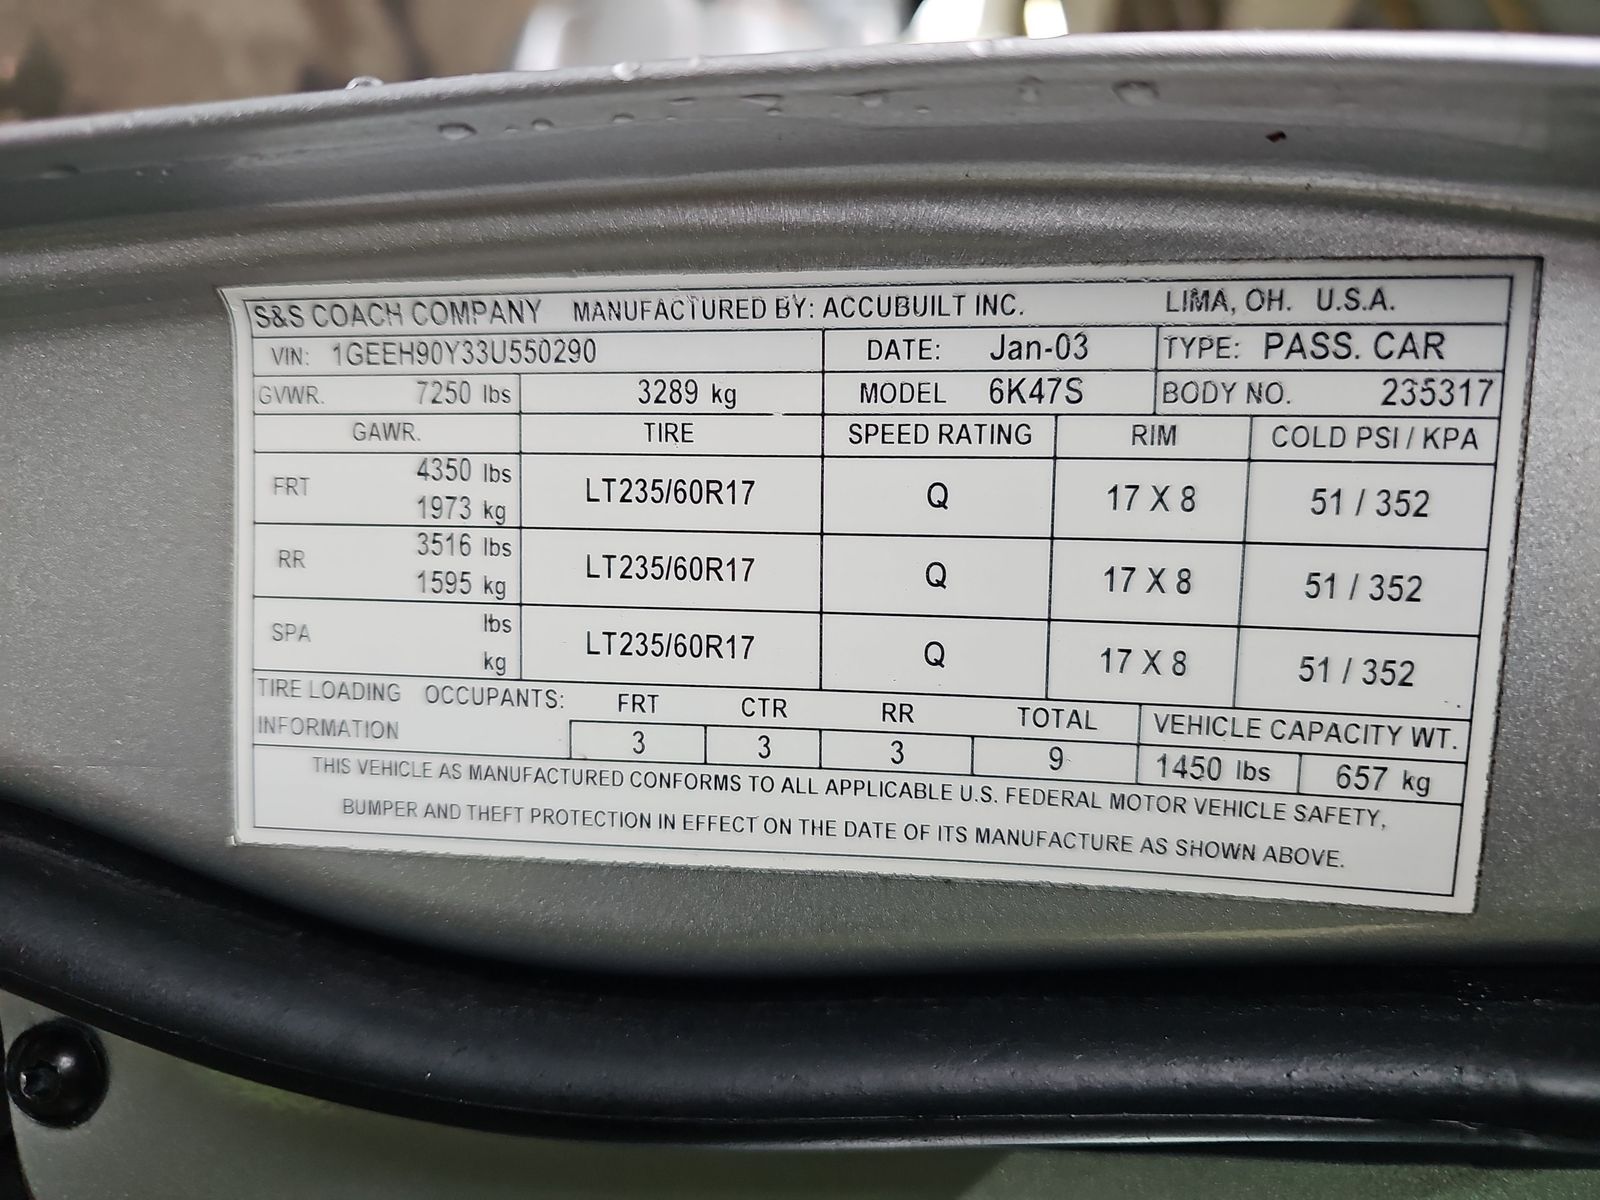 S&S COACH COMPANY MANUFACTURED BY: ACCUBUILT INC. LIMA, OH. U.S.A.
VIN: 1GEEH90Y33U550290 DATE: Jan-03 TYPE: PASS. CAR
GVWR. 7250 lbs 3289 kg MODEL 6K47S BODY NO. 235317
GAWR. TIRE SPEED RATING RIM COLD PSI / KPA
FRT 4350 lbs 1973 kg LT235/60R17 Q 17 X 8 51 / 352
RR 3516 lbs 1595 kg LT235/60R17 Q 17 X 8 51 / 352
SPA lbs kg LT235/60R17 Q 17 X 8 51 / 352
TIRE LOADING OCCUPANTS: FRT CTR RR TOTAL VEHICLE CAPACITY WT.
INFORMATION 3 3 3 9 1450 lbs 657 kg
THIS VEHICLE AS MANUFACTURED CONFORMS TO ALL APPLICABLE U.S. FEDERAL MOTOR VEHICLE SAFETY,
BUMPER AND THEFT PROTECTION IN EFFECT ON THE DATE OF ITS MANUFACTURE AS SHOWN ABOVE.